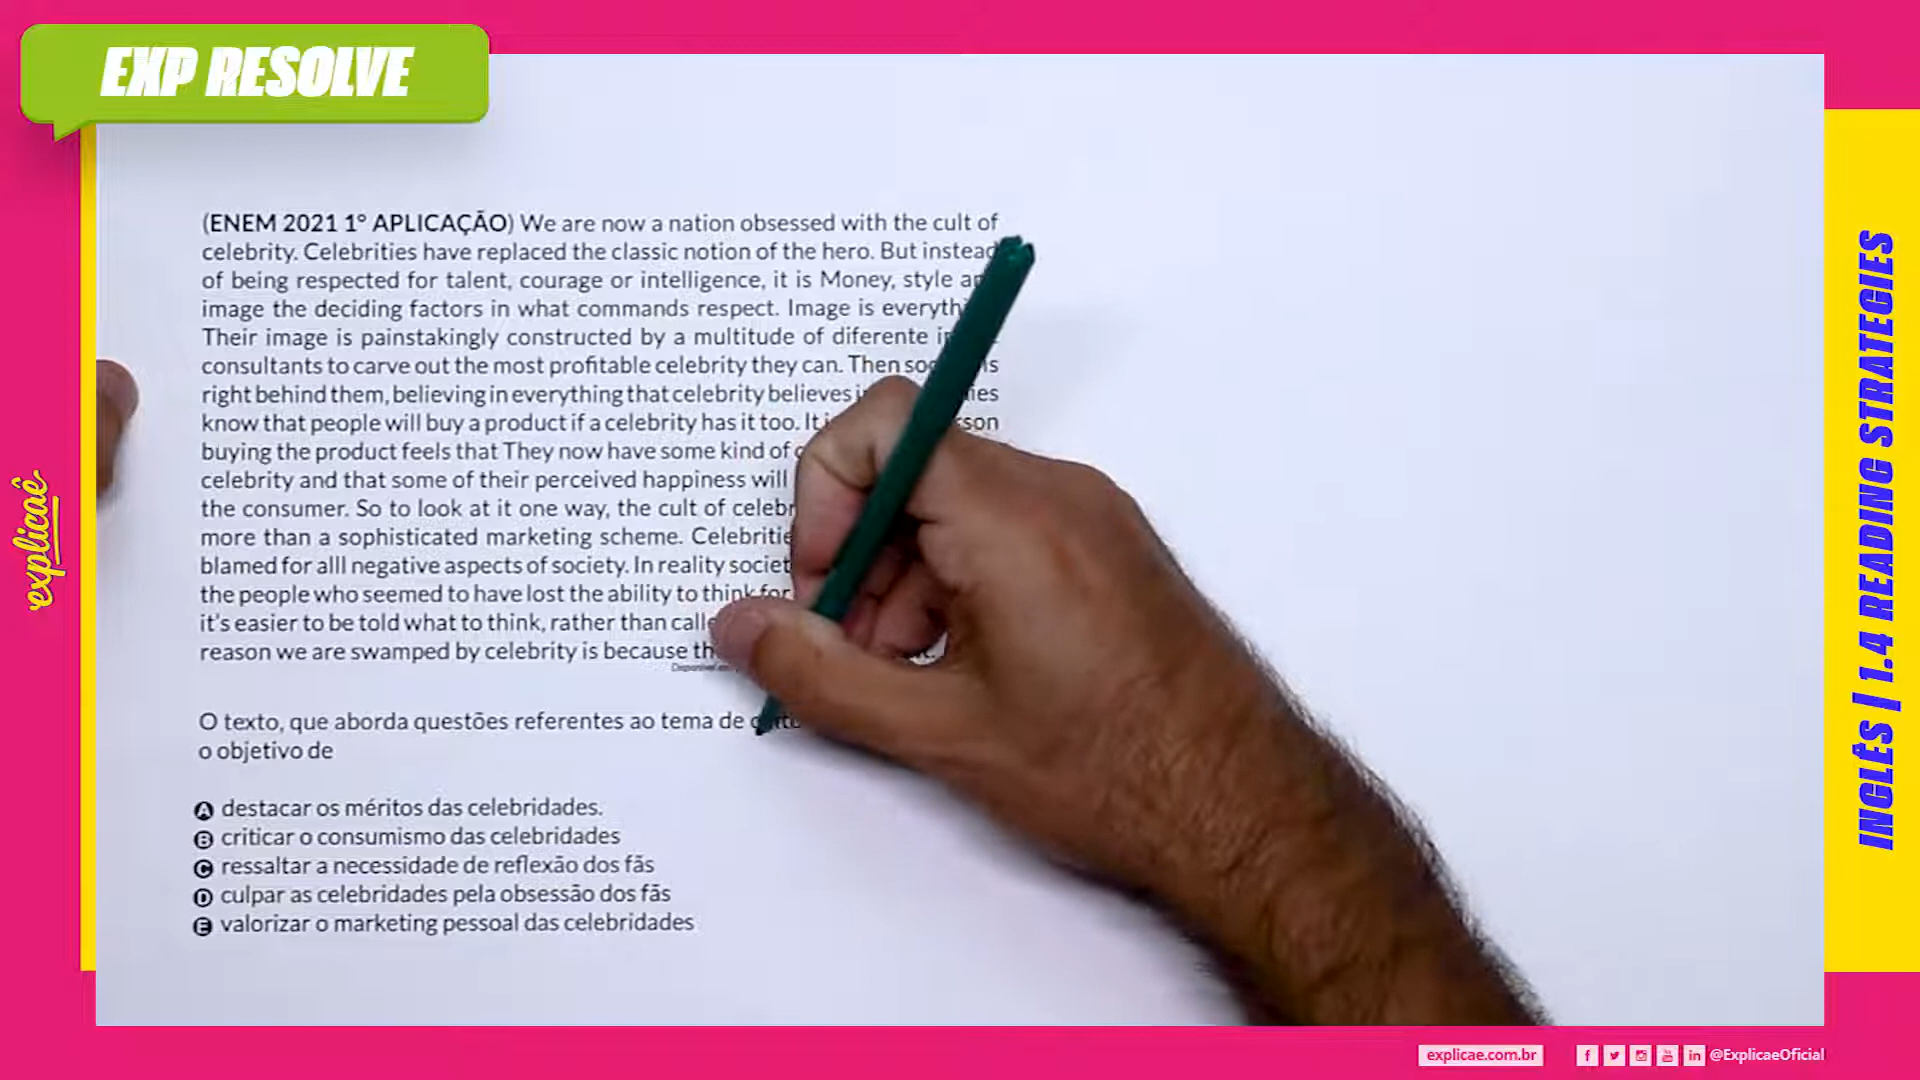 EXP RESOLVE
(ENEM 2021 1° APLICAÇÃO) We are now a nation obsessed with the cult of
celebrity. Celebrities have replaced the classic notion of the hero. But instead
of being respected for talent, courage or intelligence, it is Money, style
image the deciding factors in what commands respect. Image is
Their image is painstakingly constructed by a multitude of diferente
consultants to carve out the most profitable celebrity they can. Then
right behind them, believing in everything that celebrity believes
know that people will buy a product if a celebrity has it too.
buying the product feels that They now have some kind of
celebrity and that some of their perceived happiness will
the consumer. So to look at it one way, the cult of
more than a sophisticated marketing scheme.
blamed for alll negative aspects of society. In reality
the people who seemed to have lost the ability to think for
it's easier to be told what to think, rather than
reason we are swamped by celebrity is because
O texto, que aborda questões referentes ao tema de
o objetivo de
A destacar os méritos das celebridades.
B criticar o consumismo das celebridades
C ressaltar a necessidade de reflexão dos fãs
D culpar as celebridades pela obsessão dos fãs
E valorizar o marketing pessoal das celebridades
explicaê
INGLÊS | 1.4 READING STRATEGIES
explicae.com.br
@ExplicaeOficial